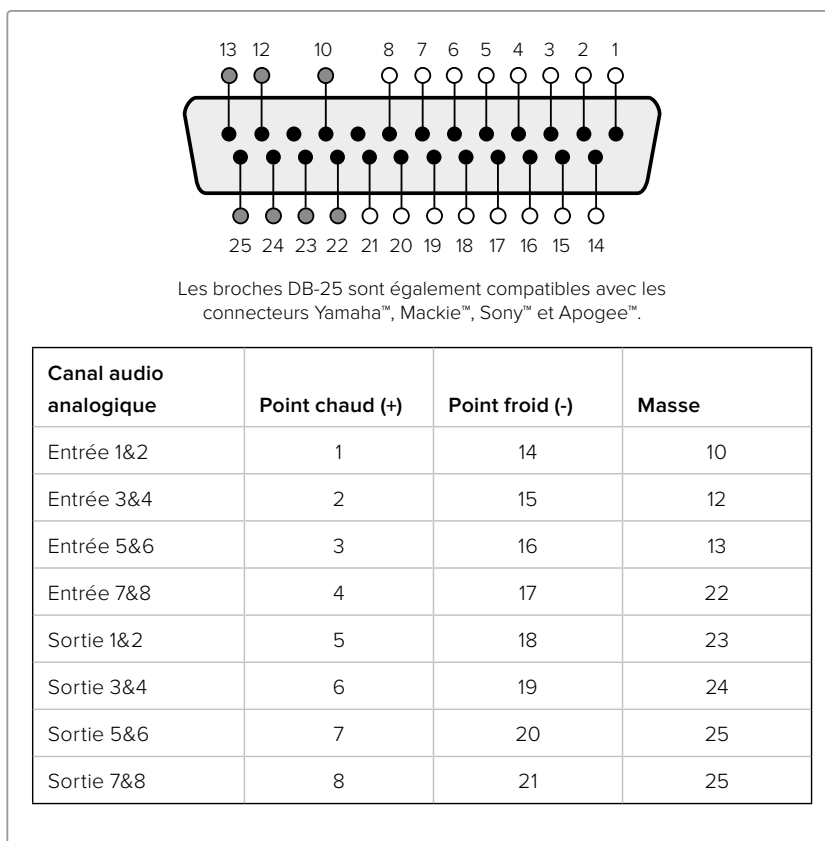 13 12 10 8 7 6 5 4 3 2 1
25 24 23 22 21 20 19 18 17 16 15 14
Les broches DB-25 sont également compatibles avec les
connecteurs Yamaha™, Mackie™, Sony™ et Apogee™.
Canal audio
analogique Point chaud (+) Point froid (-) Masse
Entrée 1&2 1 14 10
Entrée 3&4 2 15 12
Entrée 5&6 3 16 13
Entrée 7&8 4 17 22
Sortie 1&2 5 18 23
Sortie 3&4 6 19 24
Sortie 5&6 7 20 25
Sortie 7&8 8 21 25